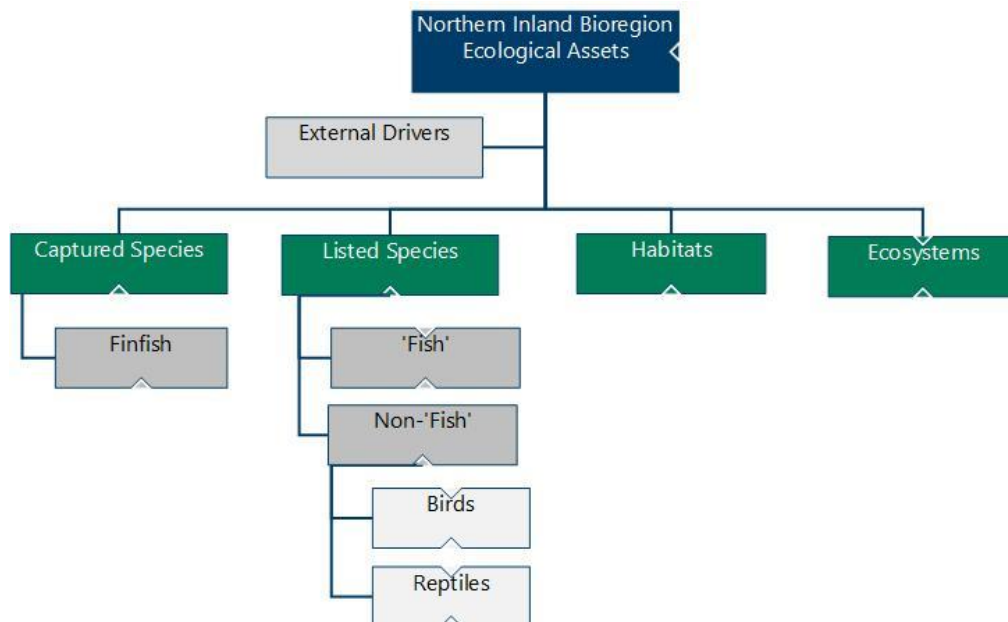 Northern Inland Bioregion
Ecological Assets
External Drivers
Captured Species
Listed Species
Habitats
Ecosystems
Finfish
'Fish'
Non-'Fish'
Birds
Reptiles